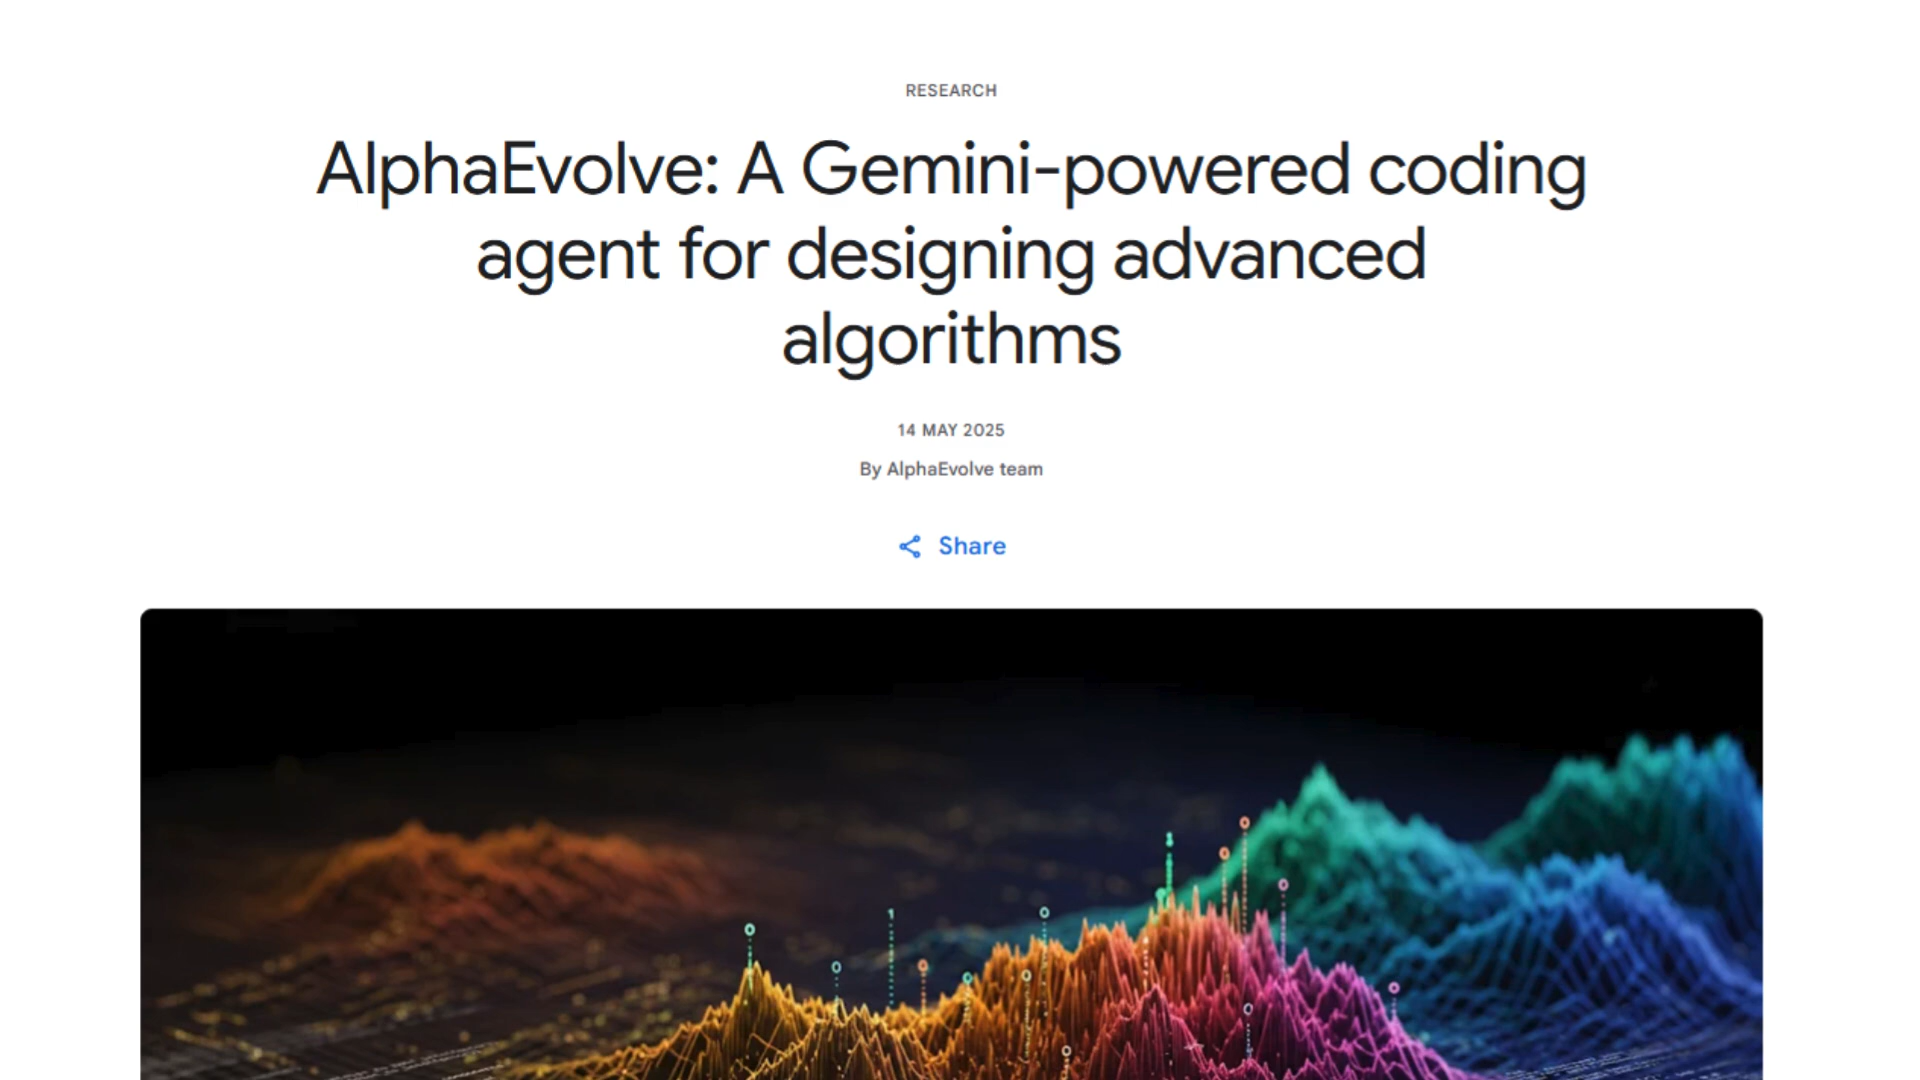 RESEARCH
AlphaEvolve: A Gemini-powered coding
agent for designing advanced
algorithms
14 MAY 2025
By AlphaEvolve team
Share